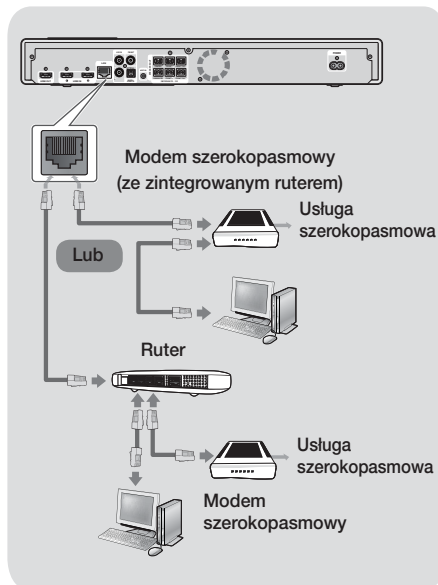 Modem szerokopasmowy
(ze zintegrowanym ruterem)
Usługa
szerokopasmowa
Lub
Ruter
Usługa
szerokopasmowa
Modem
szerokopasmowy